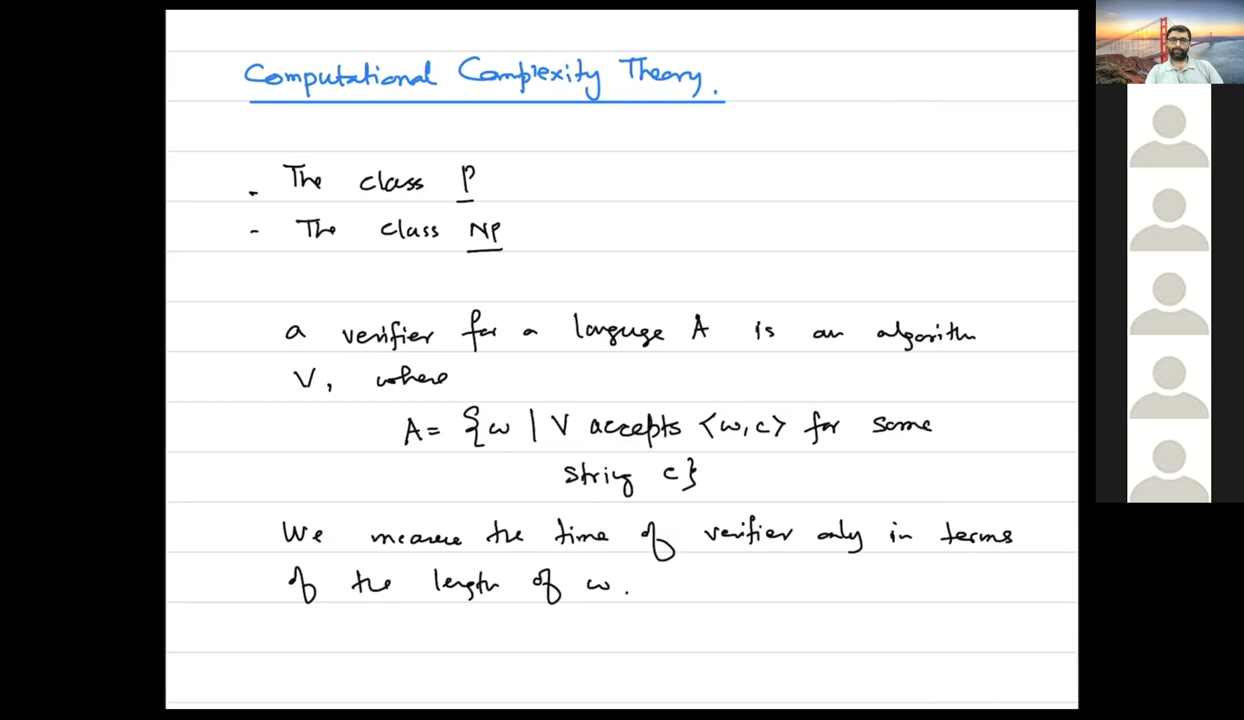 Computational Complexity Theory.
- The class P
- The class NP
a verifier for a language A is an algorithm
V, where
A = {w | V accepts <w, c> for some
string c}
We measure the time of verifier only in terms
of the length of w.